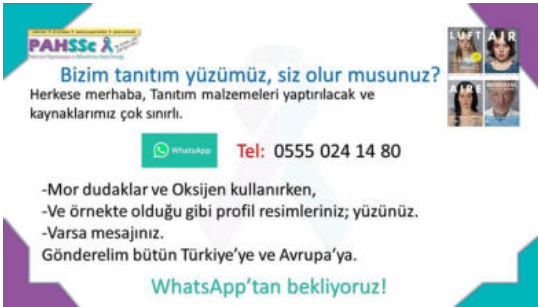 PAHSSc
Bizim tanıtım yüzümüz, siz olur musunuz?
LUFT AIR
Herkese merhaba, Tanıtım malzemeleri yaptırılacak ve
kaynaklarımız çok sınırlı.
AIRE
WhatsApp Tel: 0555 024 14 80
-Mor dudaklar ve Oksijen kullanırken,
-Ve örnekte olduğu gibi profil resimleriniz; yüzünüz.
-Varsa mesajınız.
Gönderelim bütün Türkiye’ye ve Avrupa’ya.
WhatsApp’tan bekliyoruz!